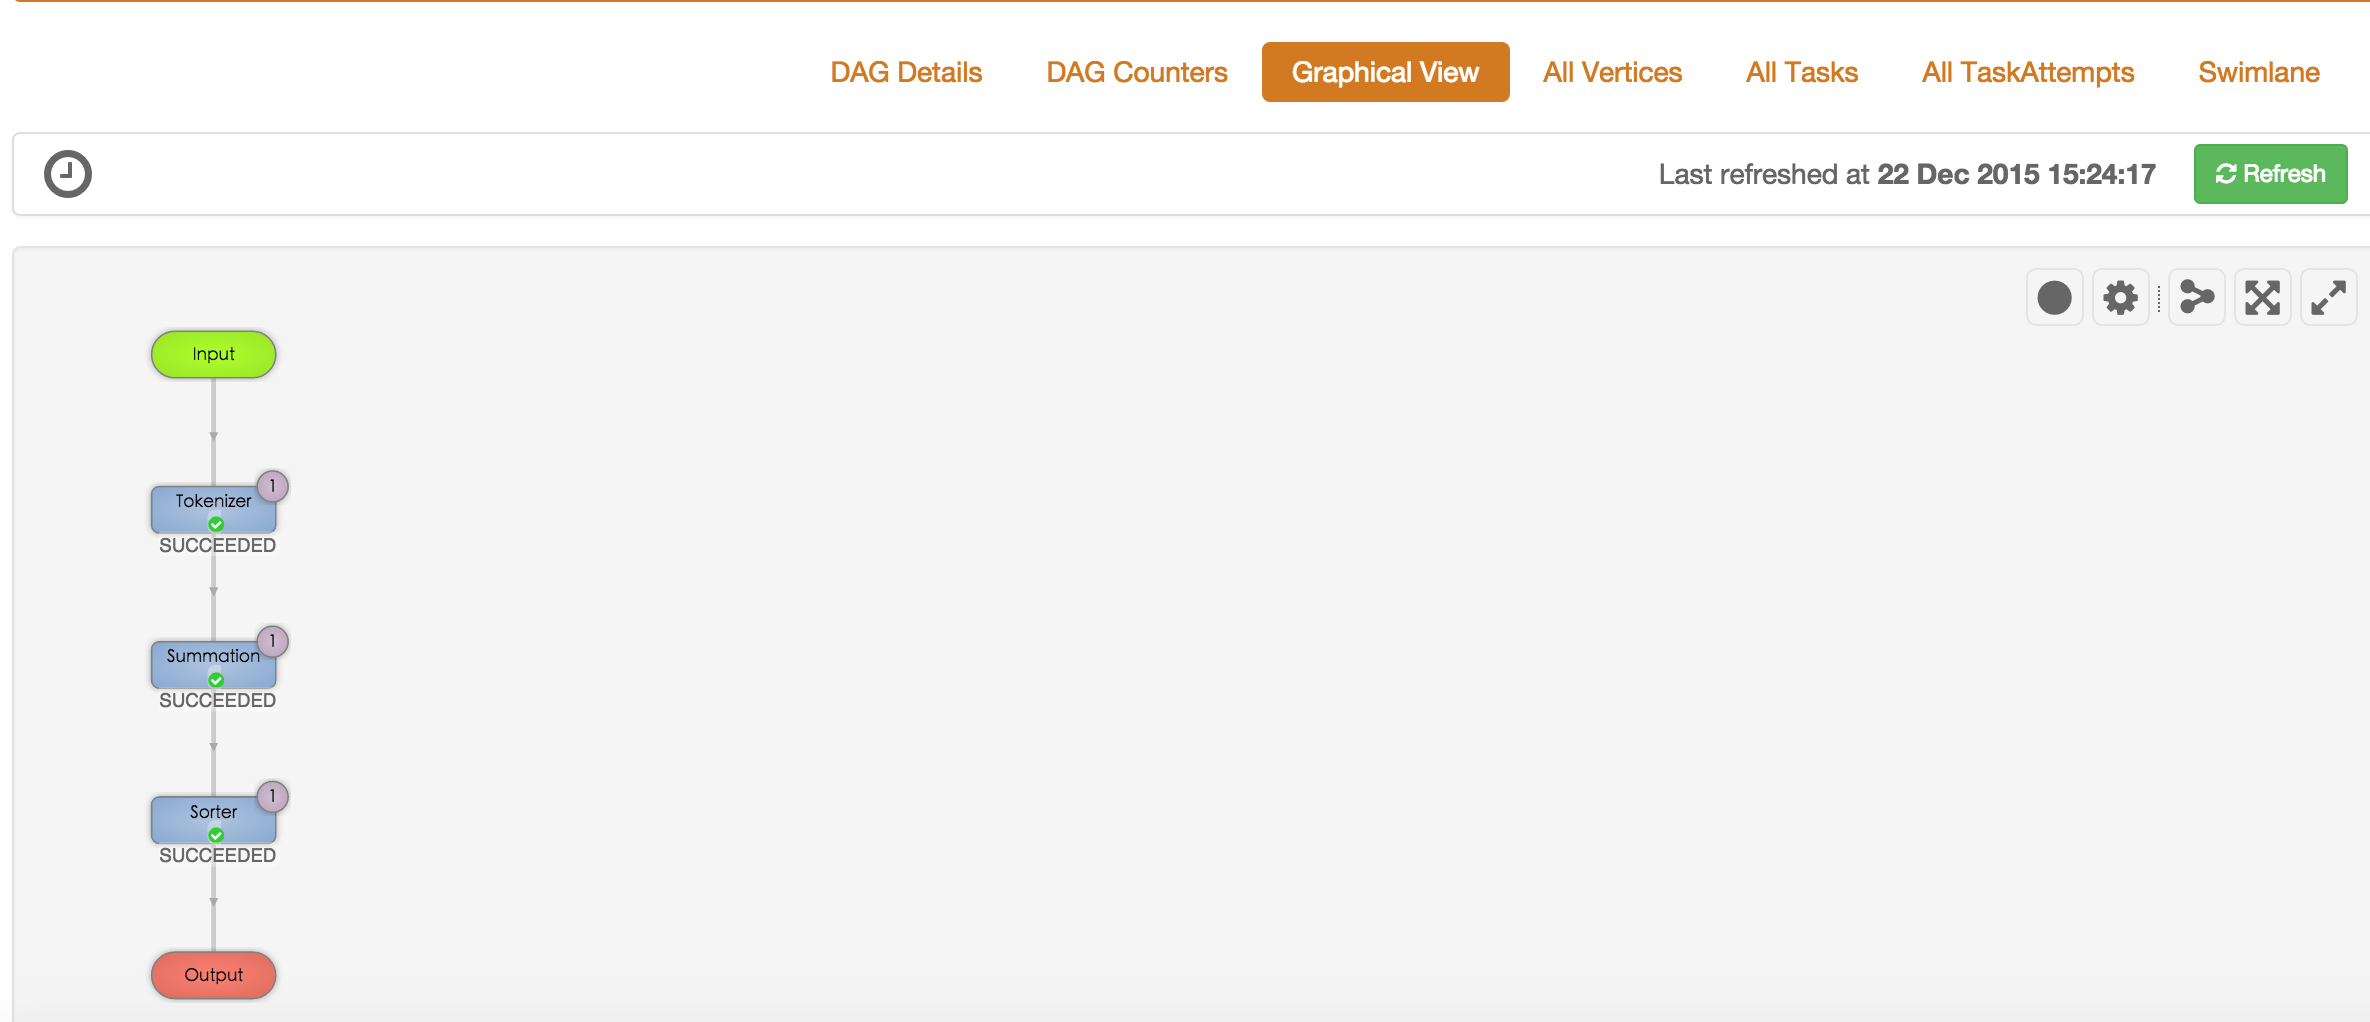 DAG Details DAG Counters Graphical View All Vertices All Tasks All TaskAttempts Swimlane
Last refreshed at 22 Dec 2015 15:24:17 Refresh
Input
1
Tokenizer
SUCCEEDED
1
Summation
SUCCEEDED
1
Sorter
SUCCEEDED
Output